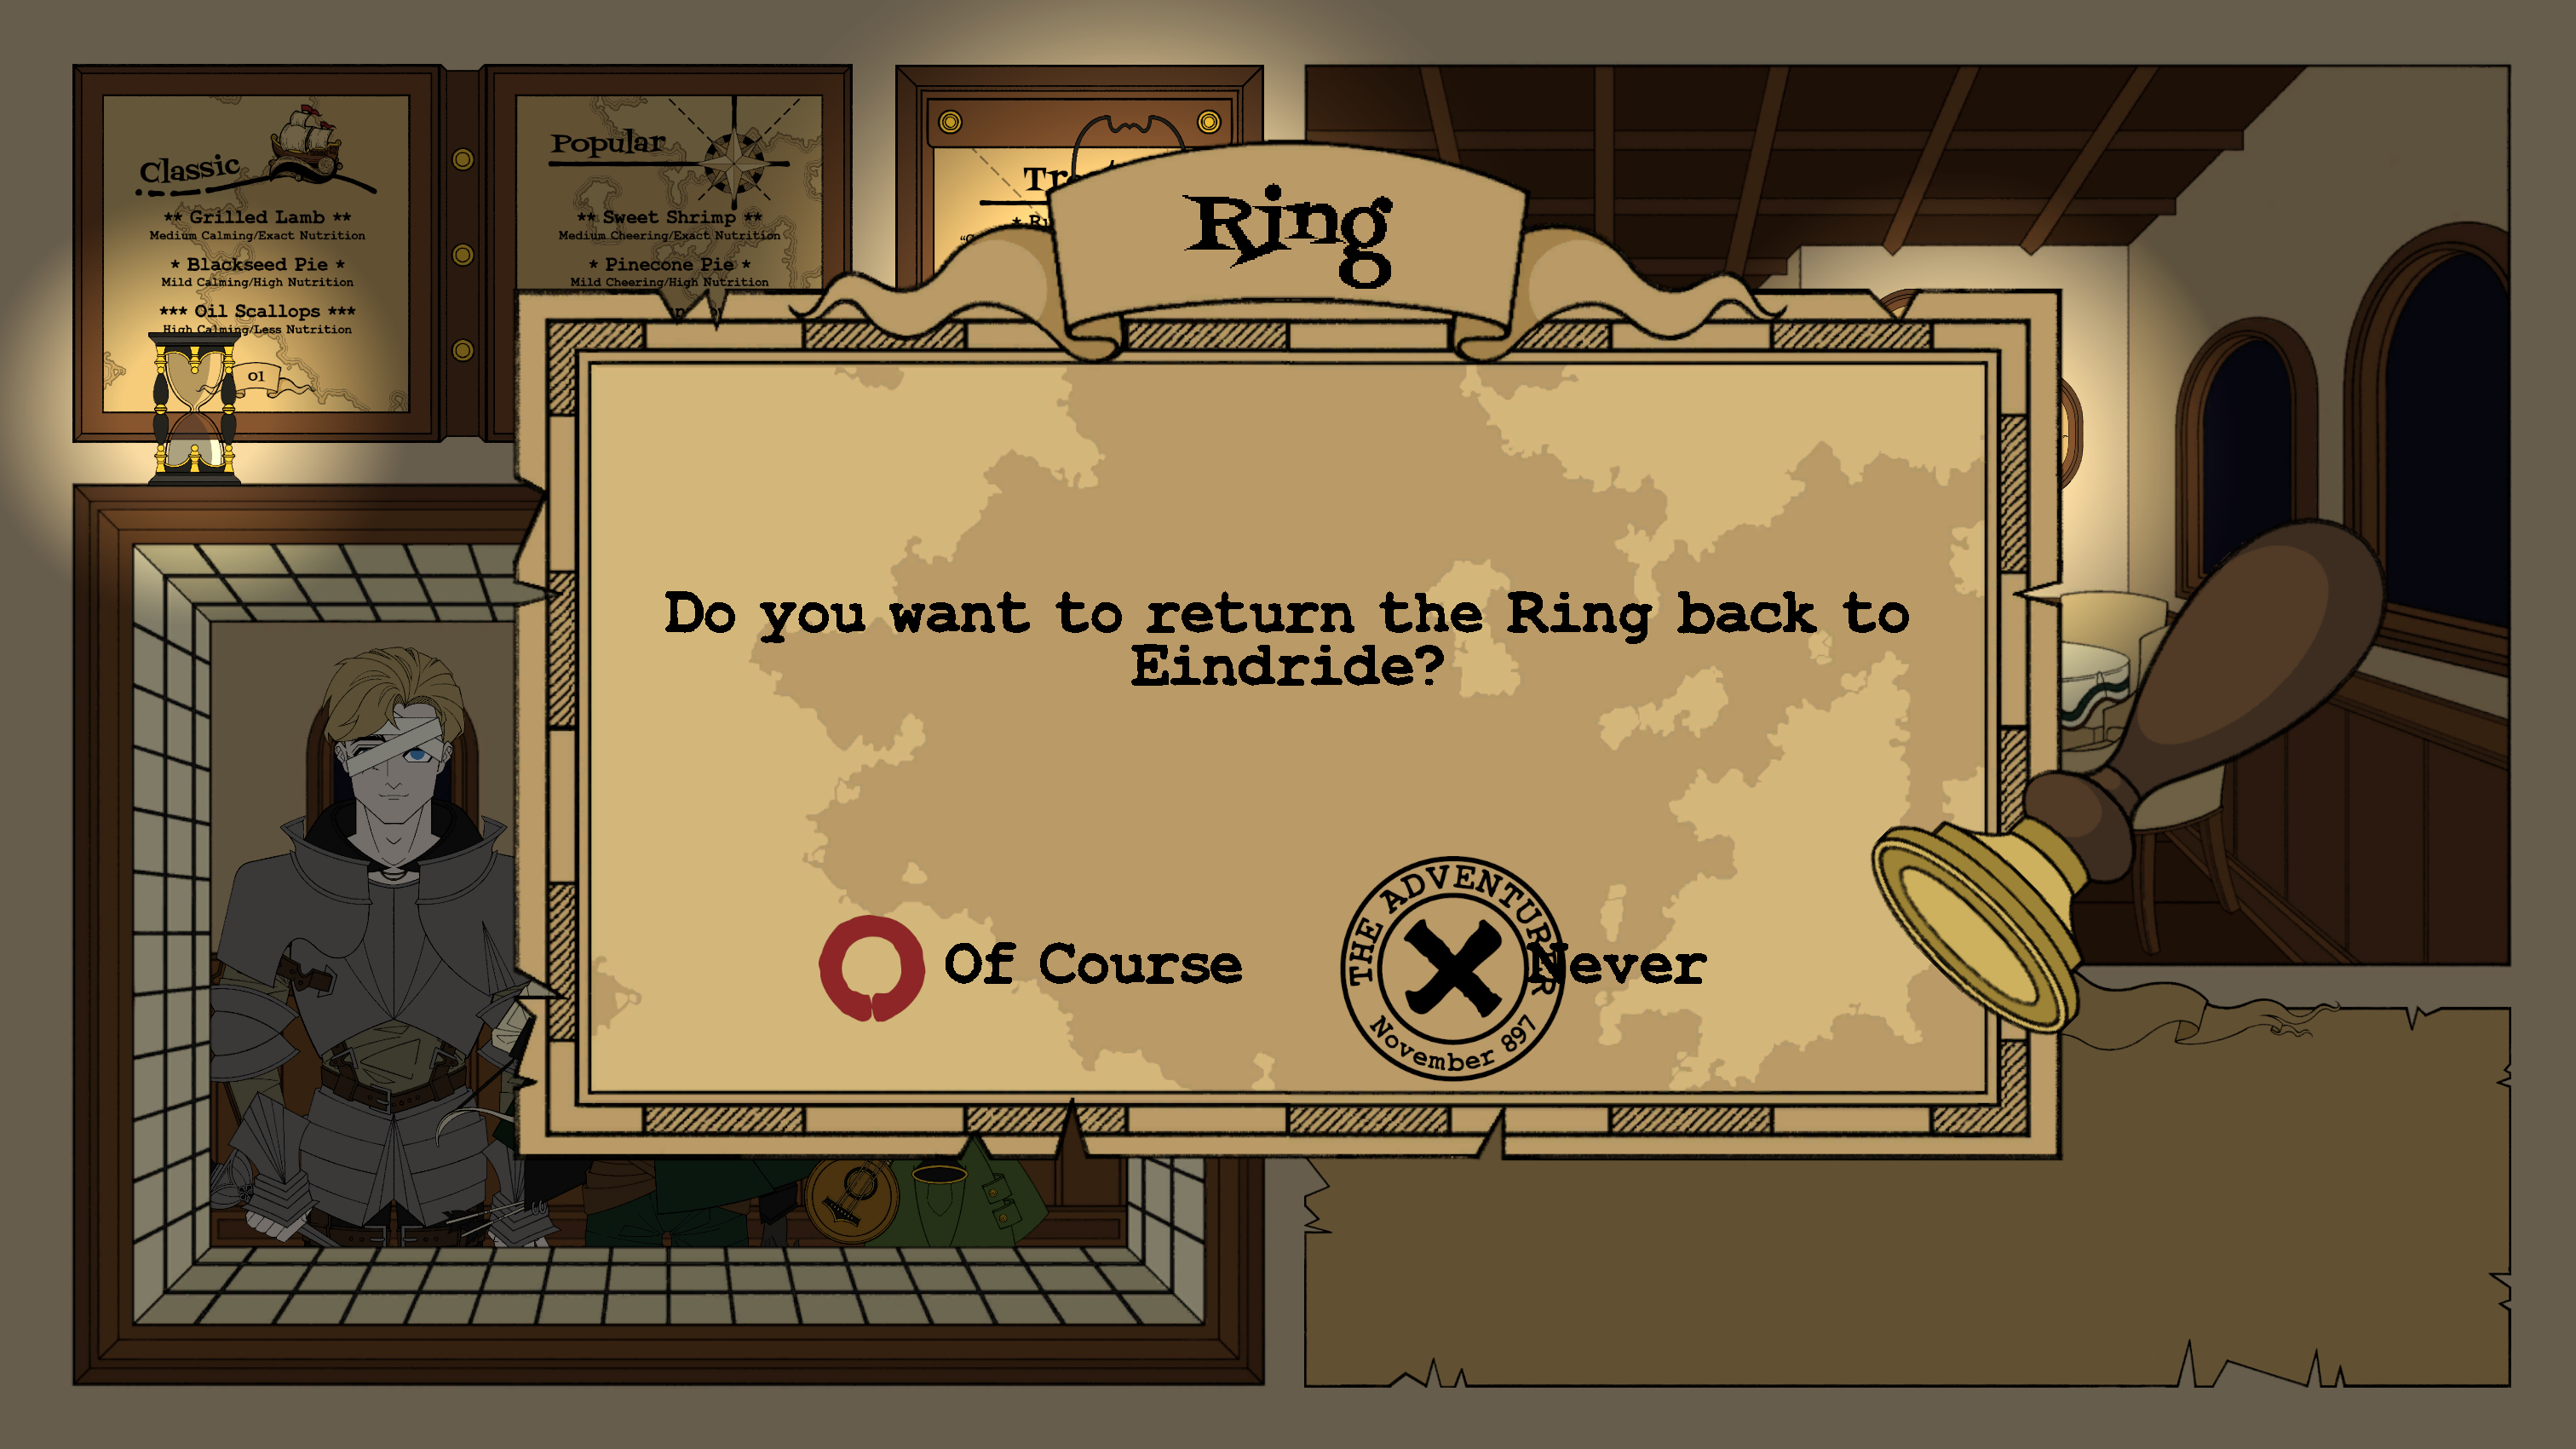 Classic
** Grilled Lamb **
Medium Calming/Exact Nutrition
* Blackseed Pie *
Mild Calming/High Nutrition
*** Oil Scallops ***
High Calming/Less Nutrition
01
Popular
** Sweet Shrimp **
Medium Cheering/Exact Nutrition
* Pinecone Pie *
Mild Cheering/High Nutrition
Ring
Do you want to return the Ring back to
Eindride?
Of Course
Never
THE ADVENTURER
November 897